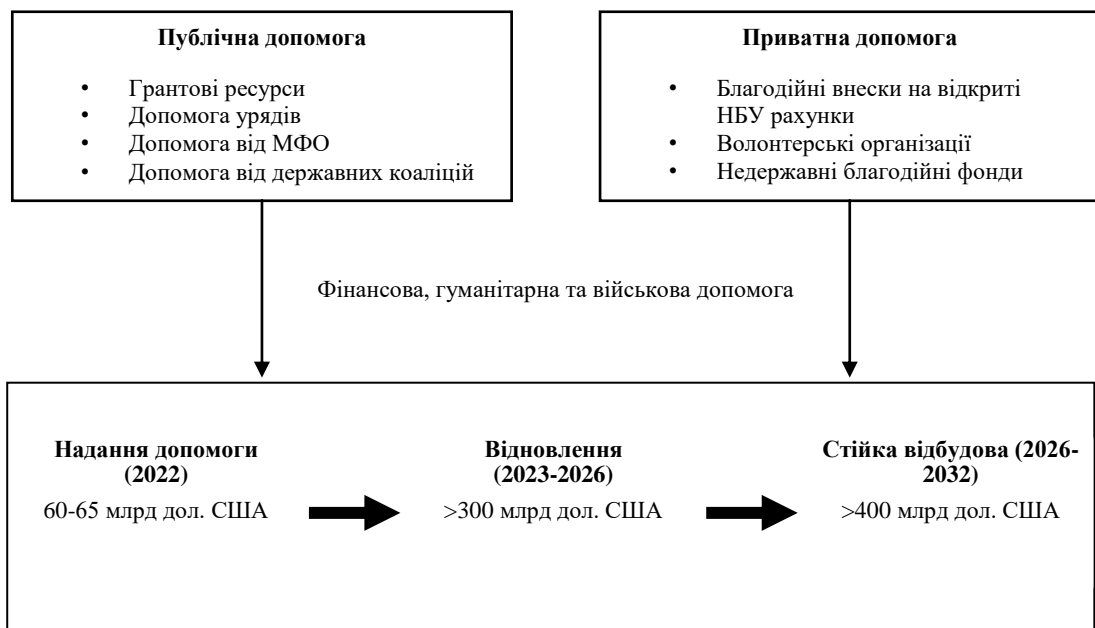 Публічна допомога
• Грантові ресурси
• Допомога урядів
• Допомога від МФО
• Допомога від державних коаліцій
Приватна допомога
• Благодійні внески на відкриті
НБУ рахунки
• Волонтерські організації
• Недержавні благодійні фонди
Фінансова, гуманітарна та військова допомога
Надання допомоги
(2022)
60-65 млрд дол. США
Відновлення
(2023-2026)
>300 млрд дол. США
Стійка відбудова (2026-
2032)
>400 млрд дол. США